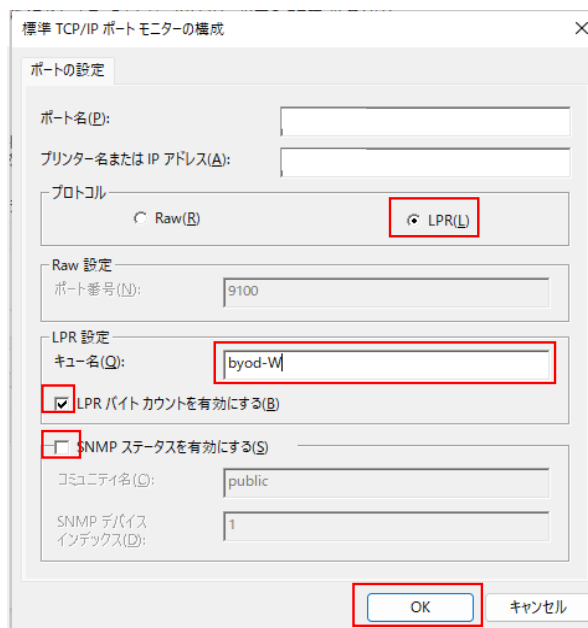 標準 TCP/IP ポート モニターの構成
ポートの設定
ポート名(P):
プリンター名または IP アドレス(A):
プロトコル
Raw(R)
LPR(L)
Raw 設定
ポート番号(N):
9100
LPR 設定
キュー名(Q):
byod-W
LPR バイト カウントを有効にする(B)
SNMP ステータスを有効にする(S)
コミュニティ名(C):
public
SNMP デバイス
インデックス(D):
1
OK
キャンセル